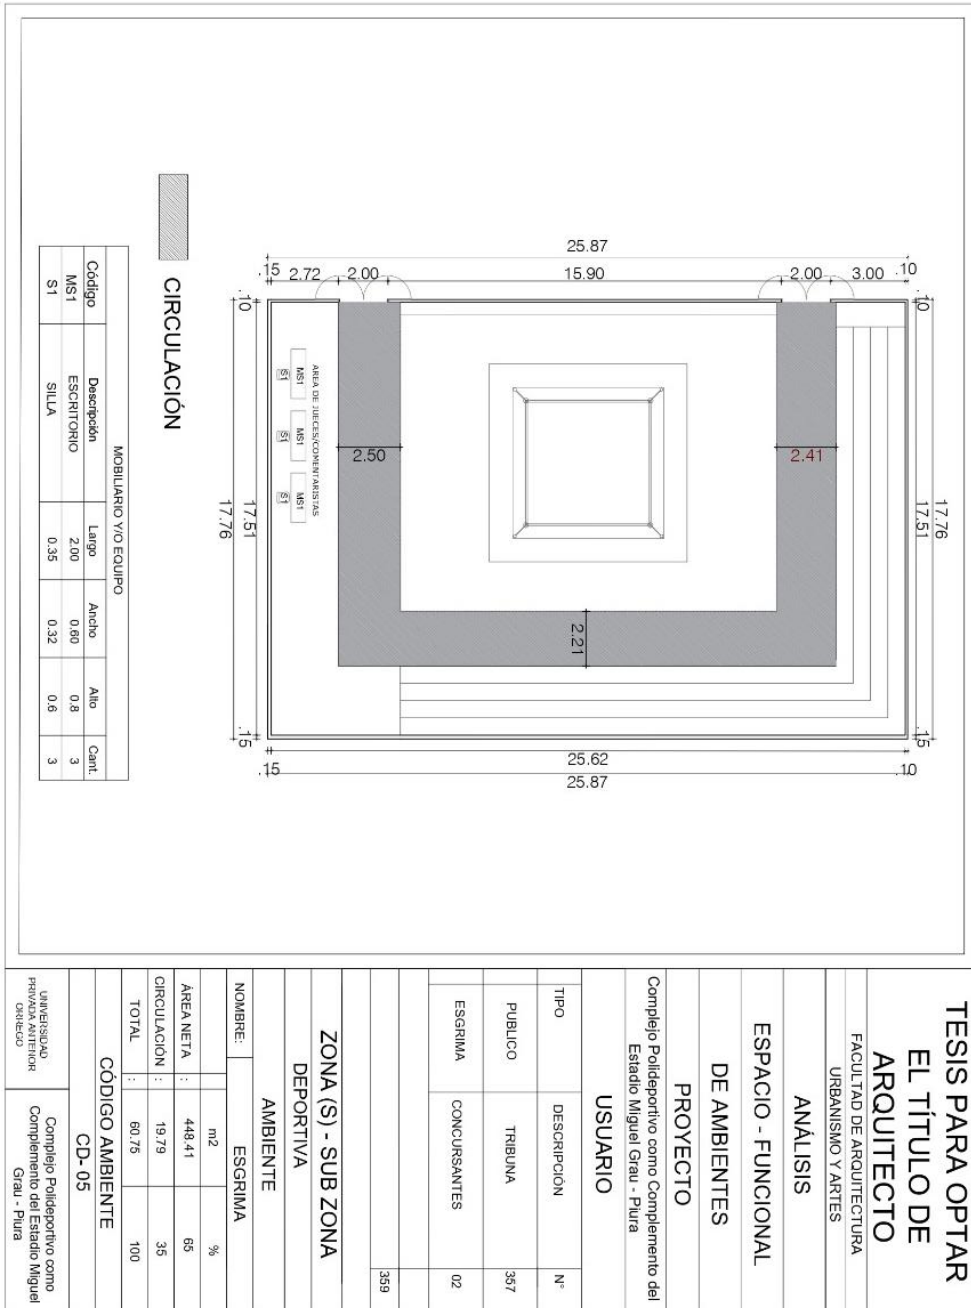 TESIS PARA OPTAR
EL TÍTULO DE
ARQUITECTO
FACULTAD DE ARQUITECTURA
URBANISMO Y ARTES
ANÁLISIS
ESPACIO - FUNCIONAL
DE AMBIENTES
PROYECTO
Complejo Polideportivo como Complemento del
Estadio Miguel Grau - Piura
USUARIO
TIPO DESCRIPCIÓN N°
PUBLICO TRIBUNA 357
ESGRIMA CONCURSANTES 02
359
ZONA (S) - SUB ZONA
DEPORTIVA
AMBIENTE
NOMBRE: ESGRIMA
m2 %
ÁREA NETA : 448.41 65
CIRCULACIÓN : 19.79 35
TOTAL : 60.75 100
CÓDIGO AMBIENTE
CD- 05
UNIVERSIDAD
PRIVADA ANTENOR
ORREGO
Complejo Polideportivo como
Complemento del Estadio Miguel
Grau - Piura
25.87
.15 2.72 2.00 15.90 2.00 3.00 .10
.10
17.51
17.76
.15
.10
17.51
17.76
.15
2.50
2.41
2.21
25.62
25.87
.15
.10
AREA DE JUECES/COMENTARISTAS
MS1 MS1 MS1
S1 S1 S1
CIRCULACIÓN
MOBILIARIO Y/O EQUIPO
Código Descripción Largo Ancho Alto Cant.
MS1 ESCRITORIO 2.00 0.60 0.8 3
S1 SILLA 0.35 0.32 0.6 3